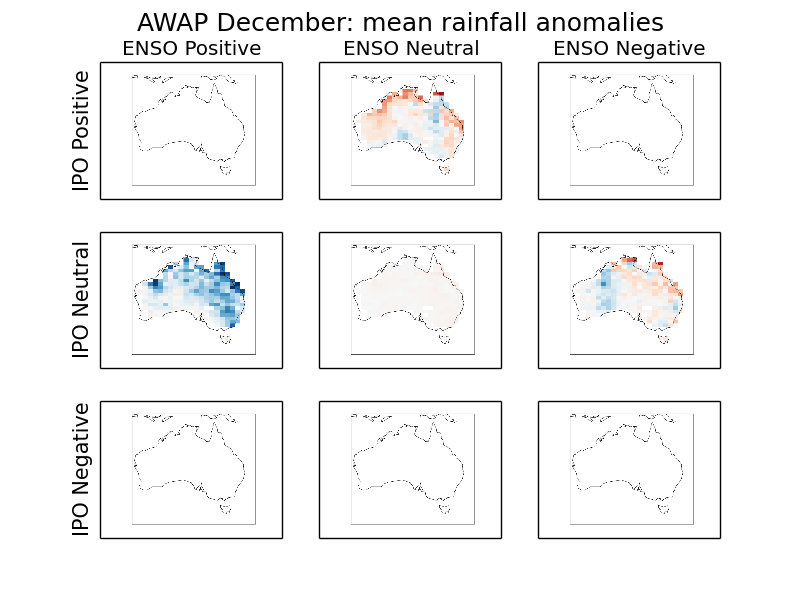 AWAP December: mean rainfall anomalies
ENSO Positive
ENSO Neutral
ENSO Negative
IPO Positive
IPO Neutral
IPO Negative